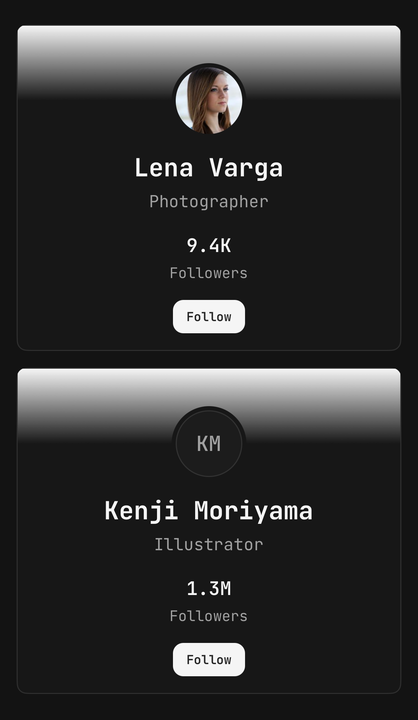 Lena Varga
Photographer
9.4K
Followers
Follow
KM
Kenji Moriyama
Illustrator
1.3M
Followers
Follow